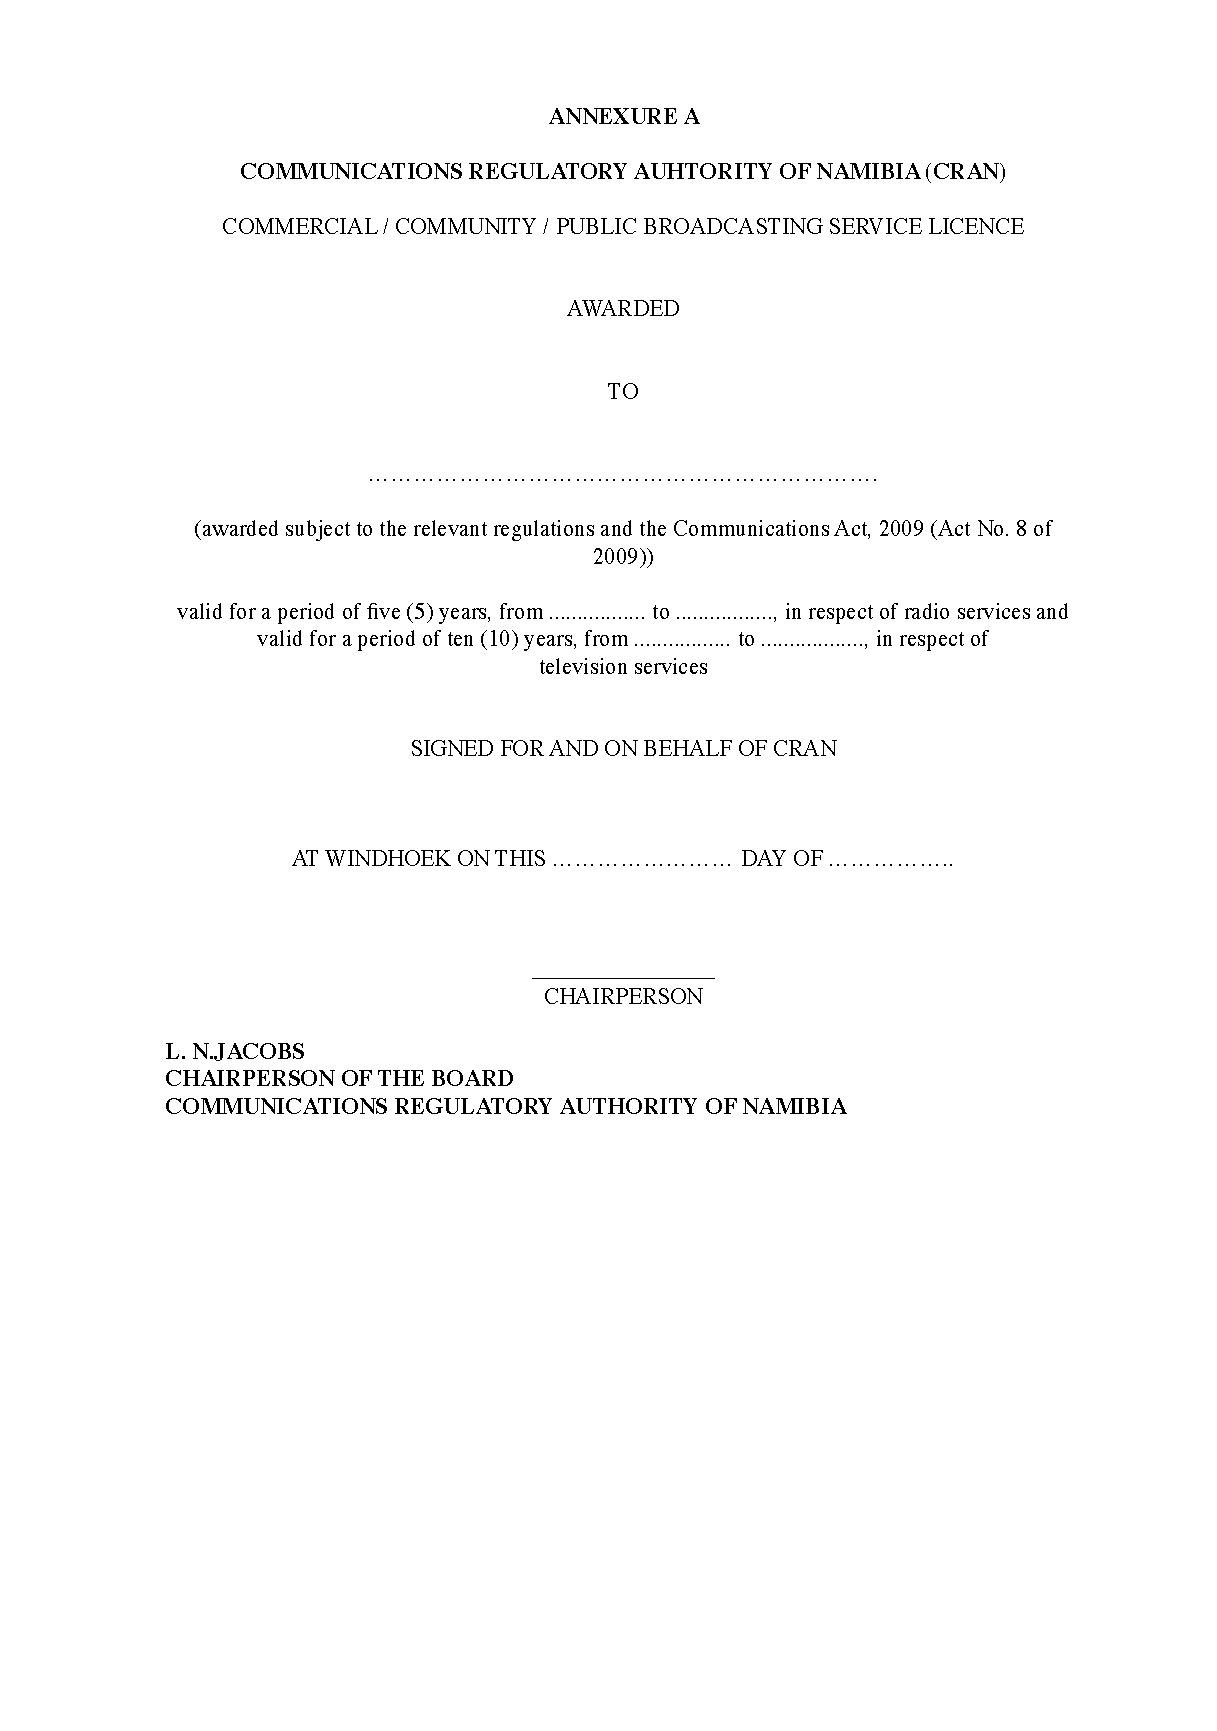 ANNEXURE A
COMMUNICATIONS REGULATORY AUHTORITY OF NAMIBIA (CRAN)
COMMERCIAL / COMMUNITY / PUBLIC BROADCASTING SERVICE LICENCE
AWARDED
TO
………………………………………………………….
(awarded subject to the relevant regulations and the Communications Act, 2009 (Act No. 8 of
2009))
valid for a period of five (5) years, from ................. to ................., in respect of radio services and
valid for a period of ten (10) years, from ................. to .................., in respect of
television services
SIGNED FOR AND ON BEHALF OF CRAN
AT WINDHOEK ON THIS …………………… DAY OF ……………..
_________________
CHAIRPERSON
L. N.JACOBS
CHAIRPERSON OF THE BOARD
COMMUNICATIONS REGULATORY AUTHORITY OF NAMIBIA